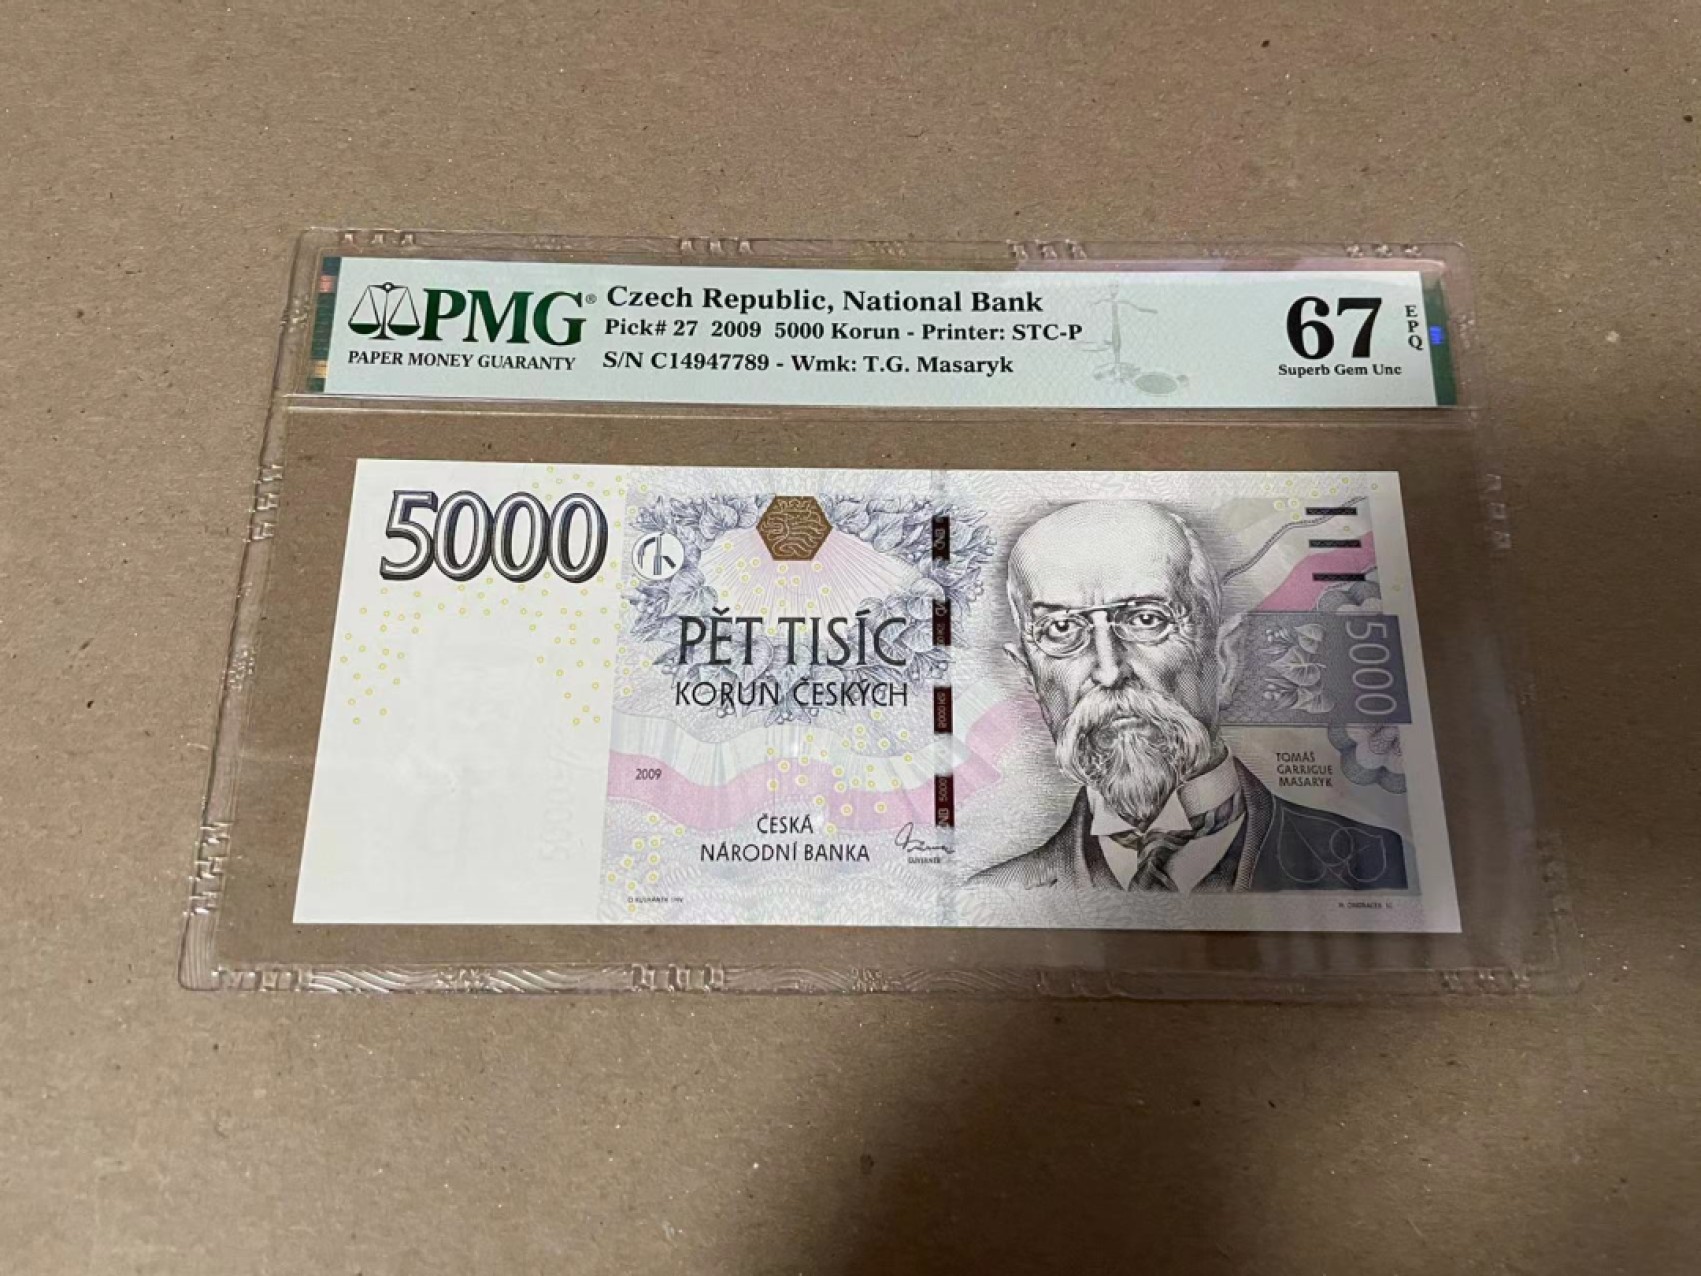 PMG®
PAPER MONEY GUARANTY
Czech Republic, National Bank
Pick# 27 2009 5000 Korun - Printer: STC-P
S/N C14947789 - Wmk: T.G. Masaryk
67
EPQ
Superb Gem Unc
5000
PĚT TISÍC
KORUN ČESKÝCH
2009
ČESKÁ
NÁRODNÍ BANKA
GUVERNÉR
5000
TOMÁŠ
GARRIGUE
MASARYK